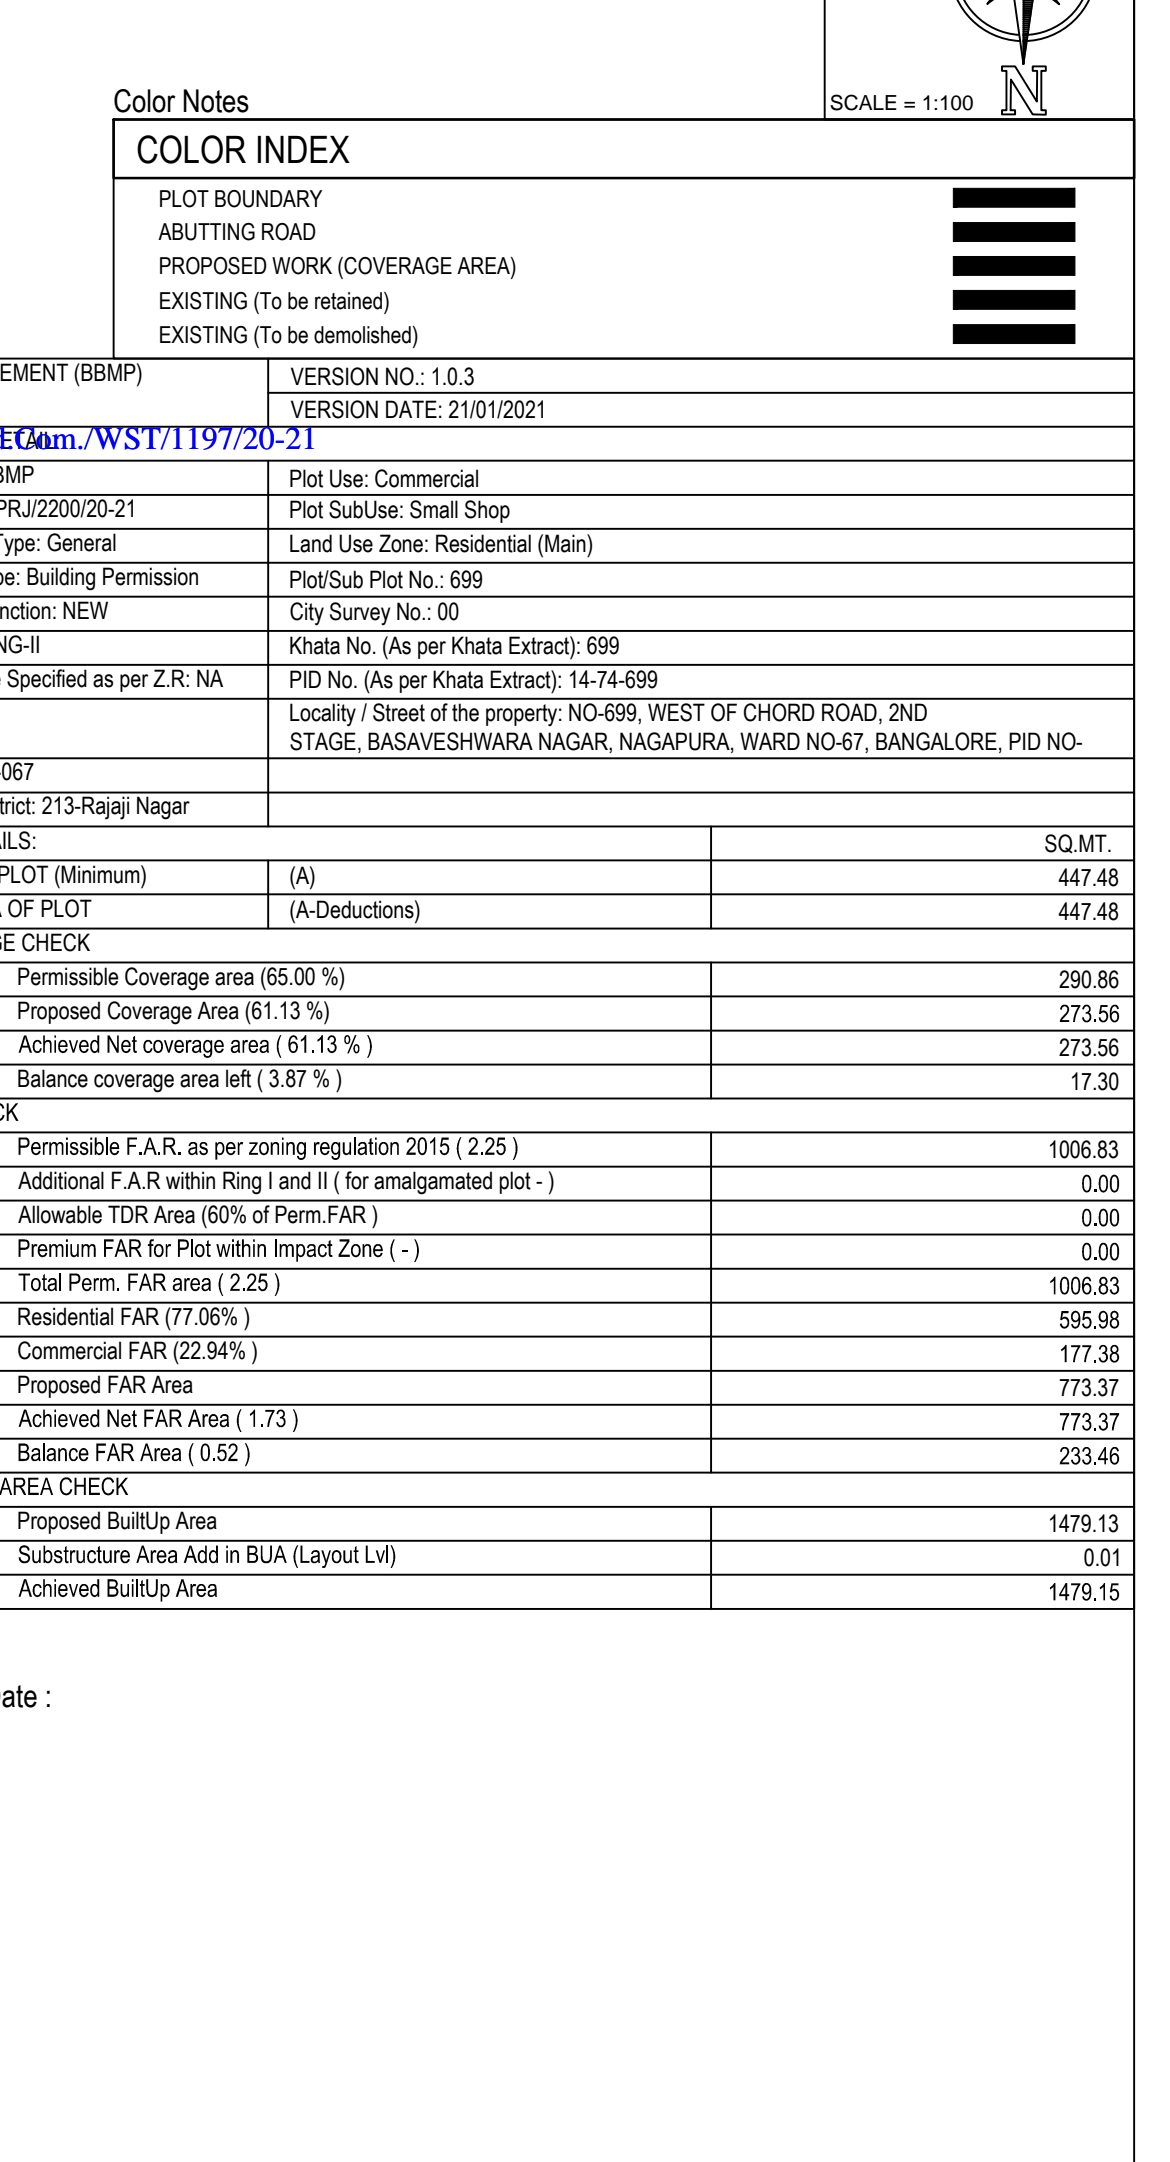 N
SCALE = 1:100
Color Notes
COLOR INDEX
PLOT BOUNDARY
ABUTTING ROAD
PROPOSED WORK (COVERAGE AREA)
EXISTING (To be retained)
EXISTING (To be demolished)
EMENT (BBMP) VERSION NO.: 1.0.3
VERSION DATE: 21/01/2021
.Com./WST/1197/20-21
BMP Plot Use: Commercial
PRJ/2200/20-21 Plot SubUse: Small Shop
Type: General Land Use Zone: Residential (Main)
pe: Building Permission Plot/Sub Plot No.: 699
nction: NEW City Survey No.: 00
NG-II Khata No. (As per Khata Extract): 699
e Specified as per Z.R: NA PID No. (As per Khata Extract): 14-74-699
Locality / Street of the property: NO-699, WEST OF CHORD ROAD, 2ND
STAGE, BASAVESHWARA NAGAR, NAGAPURA, WARD NO-67, BANGALORE, PID NO-
-067
trict: 213-Rajaji Nagar
AILS: SQ.MT.
PLOT (Minimum) (A) 447.48
A OF PLOT (A-Deductions) 447.48
GE CHECK
Permissible Coverage area (65.00 %) 290.86
Proposed Coverage Area (61.13 %) 273.56
Achieved Net coverage area ( 61.13 % ) 273.56
Balance coverage area left ( 3.87 % ) 17.30
CK
Permissible F.A.R. as per zoning regulation 2015 ( 2.25 ) 1006.83
Additional F.A.R within Ring I and II ( for amalgamated plot - ) 0.00
Allowable TDR Area (60% of Perm.FAR ) 0.00
Premium FAR for Plot within Impact Zone ( - ) 0.00
Total Perm. FAR area ( 2.25 ) 1006.83
Residential FAR (77.06% ) 595.98
Commercial FAR (22.94% ) 177.38
Proposed FAR Area 773.37
Achieved Net FAR Area ( 1.73 ) 773.37
Balance FAR Area ( 0.52 ) 233.46
AREA CHECK
Proposed BuiltUp Area 1479.13
Substructure Area Add in BUA (Layout Lvl) 0.01
Achieved BuiltUp Area 1479.15
ate :